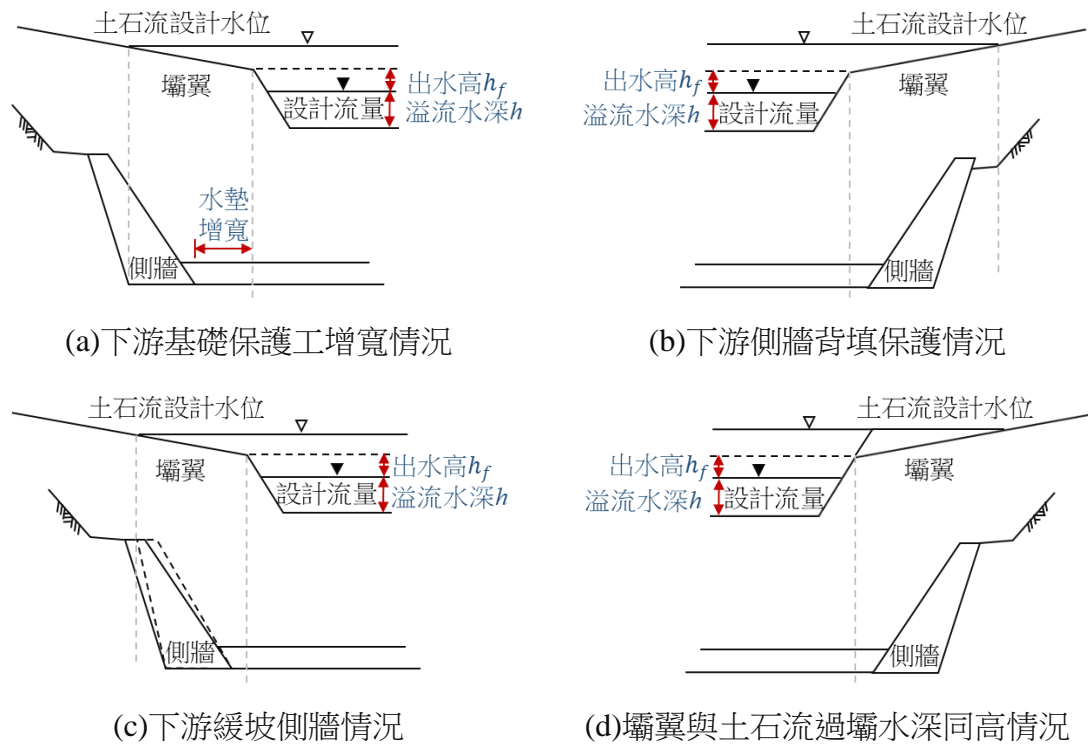 土石流設計水位
壩翼
出水高h_f
設計流量
溢流水深h
水墊
增寬
側牆
(a)下游基礎保護工增寬情況
土石流設計水位
壩翼
出水高h_f
溢流水深h
設計流量
側牆
(b)下游側牆背填保護情況
土石流設計水位
壩翼
出水高h_f
設計流量
溢流水深h
側牆
(c)下游緩坡側牆情況
土石流設計水位
壩翼
出水高h_f
溢流水深h
設計流量
側牆
(d)壩翼與土石流過壩水深同高情況